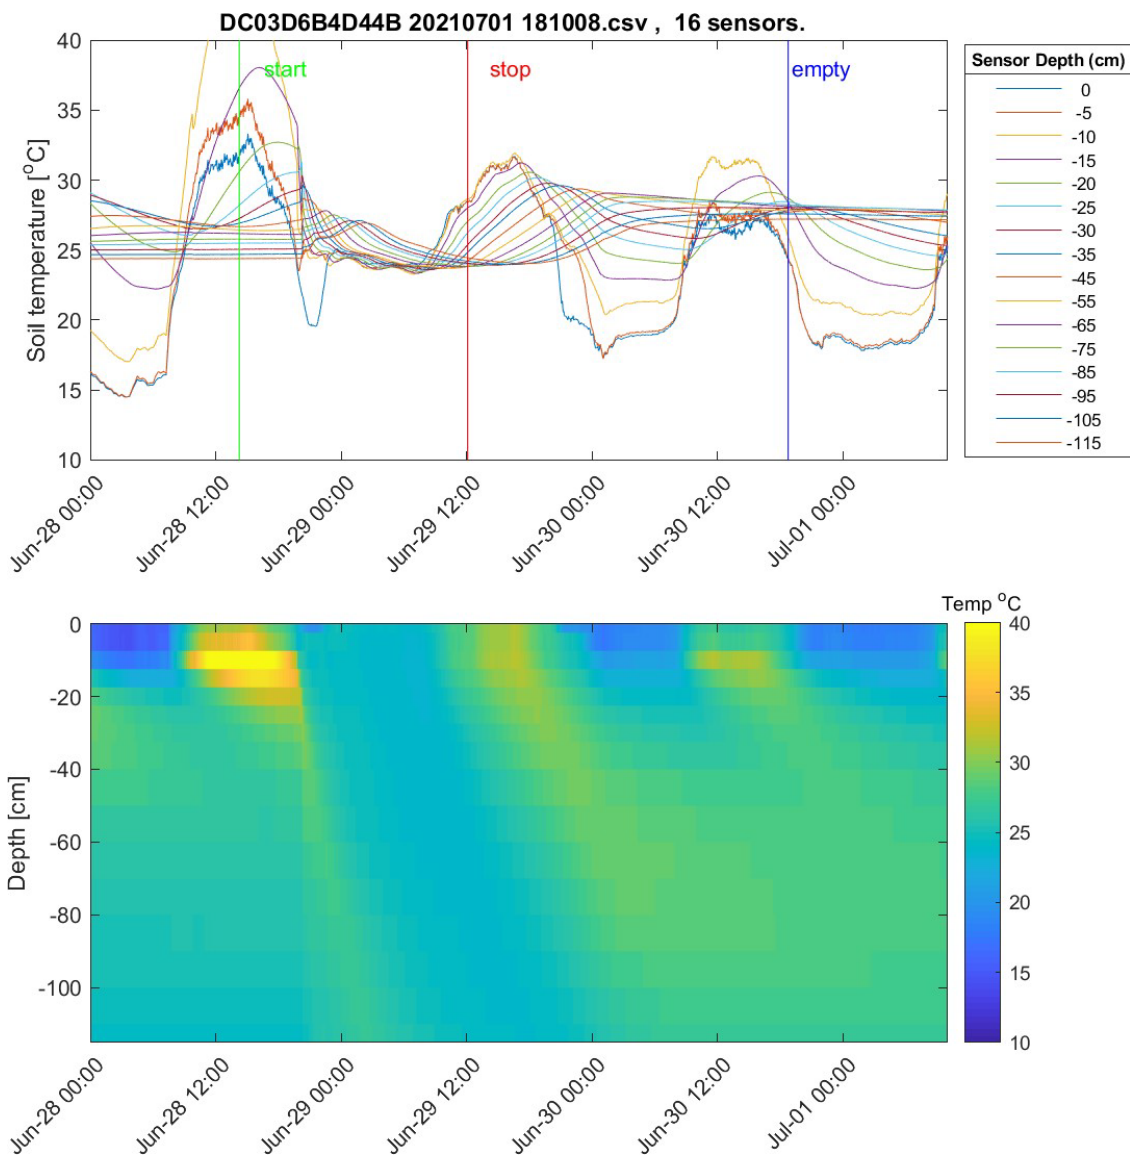 DC03D6B4D44B 20210701 181008.csv ,  16 sensors.
40
35
30
25
20
15
10
Soil temperature [°C]
start
stop
empty
Jun-28 00:00
Jun-28 12:00
Jun-29 00:00
Jun-29 12:00
Jun-30 00:00
Jun-30 12:00
Jul-01 00:00
Sensor Depth (cm)
0
-5
-10
-15
-20
-25
-30
-35
-45
-55
-65
-75
-85
-95
-105
-115
0
-20
-40
-60
-80
-100
Depth [cm]
Jun-28 00:00
Jun-28 12:00
Jun-29 00:00
Jun-29 12:00
Jun-30 00:00
Jun-30 12:00
Jul-01 00:00
Temp °C
40
35
30
25
20
15
10